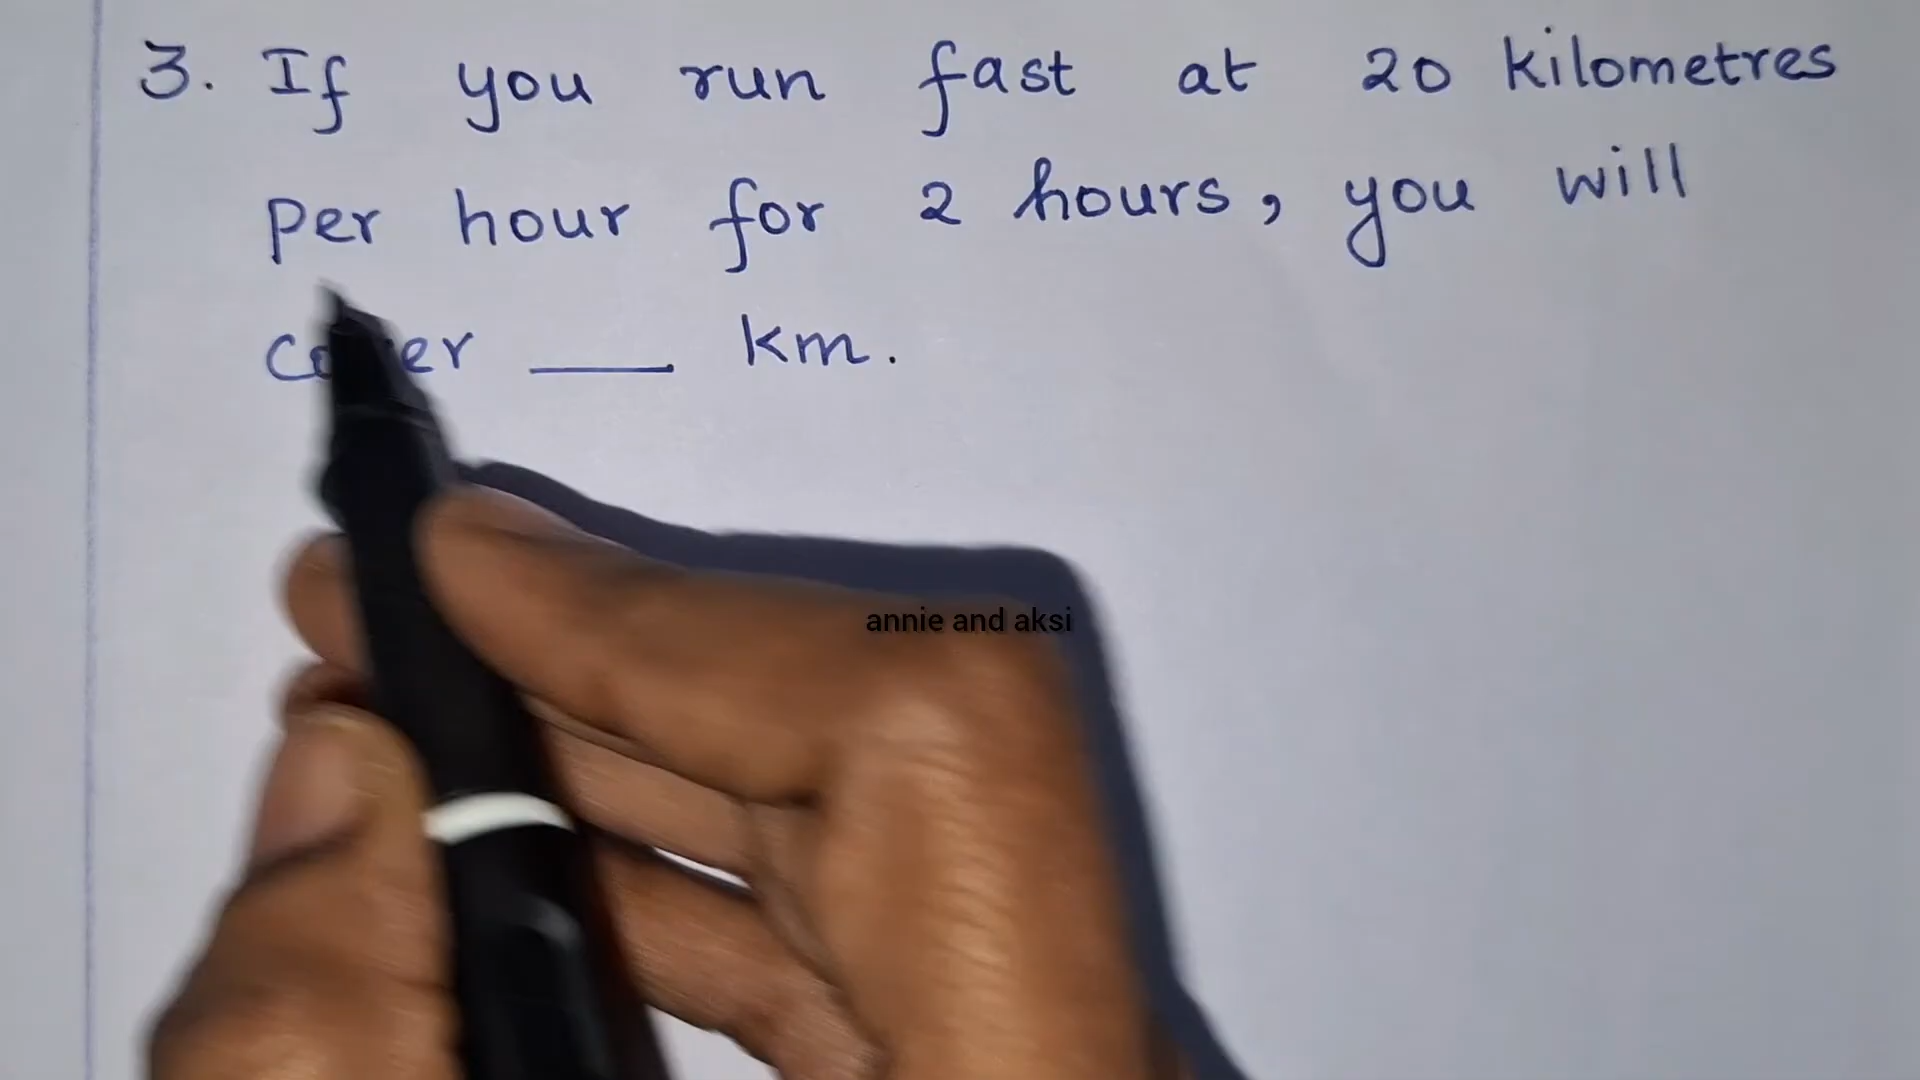 3. If you run fast at 20 kilometres
per hour for 2 hours, you will
cover ___ km.
annie and aksi